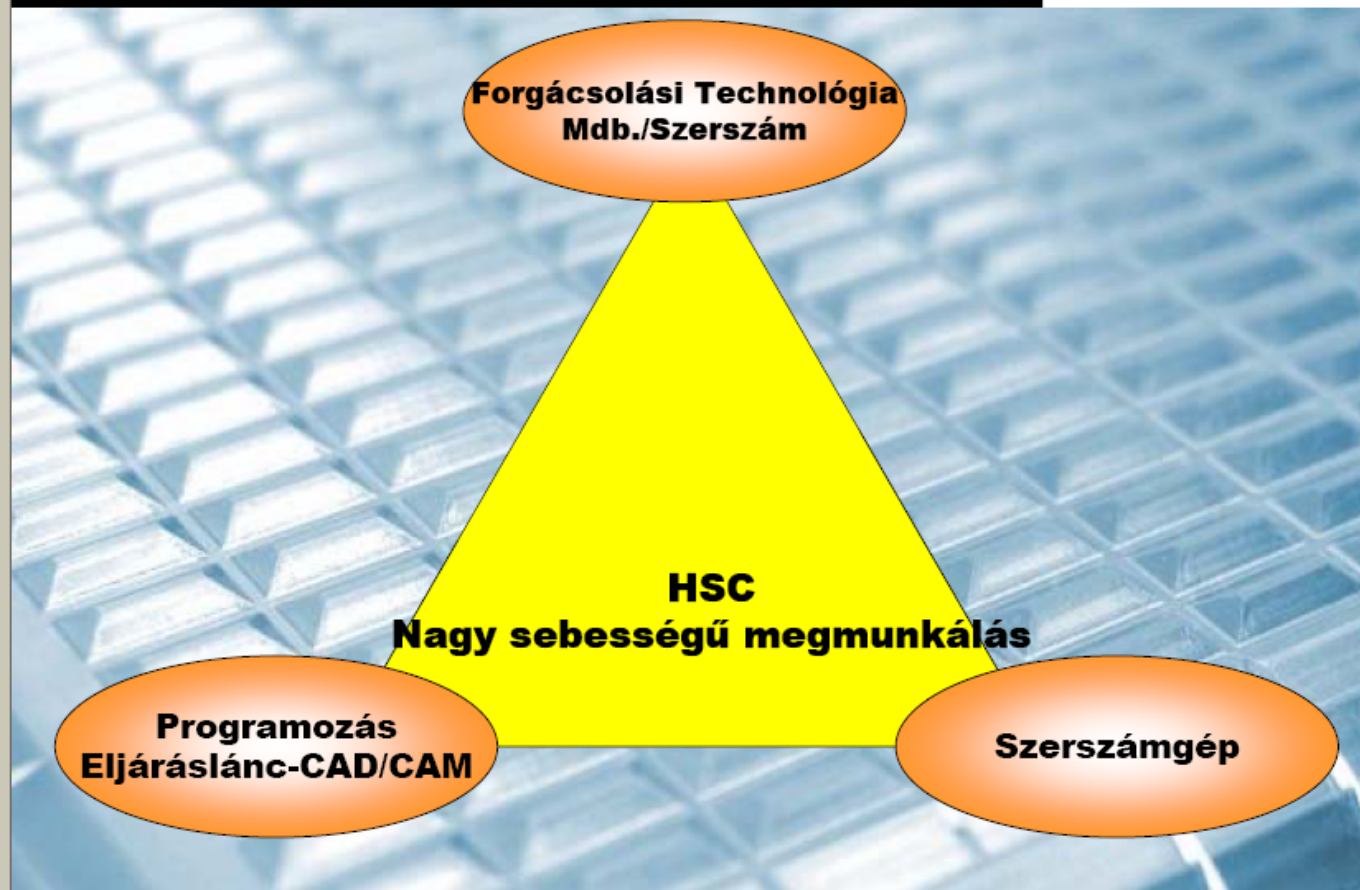 Forgácsolási Technológia
Mdb./Szerszám
HSC
Nagy sebességű megmunkálás
Programozás
Eljáráslánc-CAD/CAM
Szerszámgép